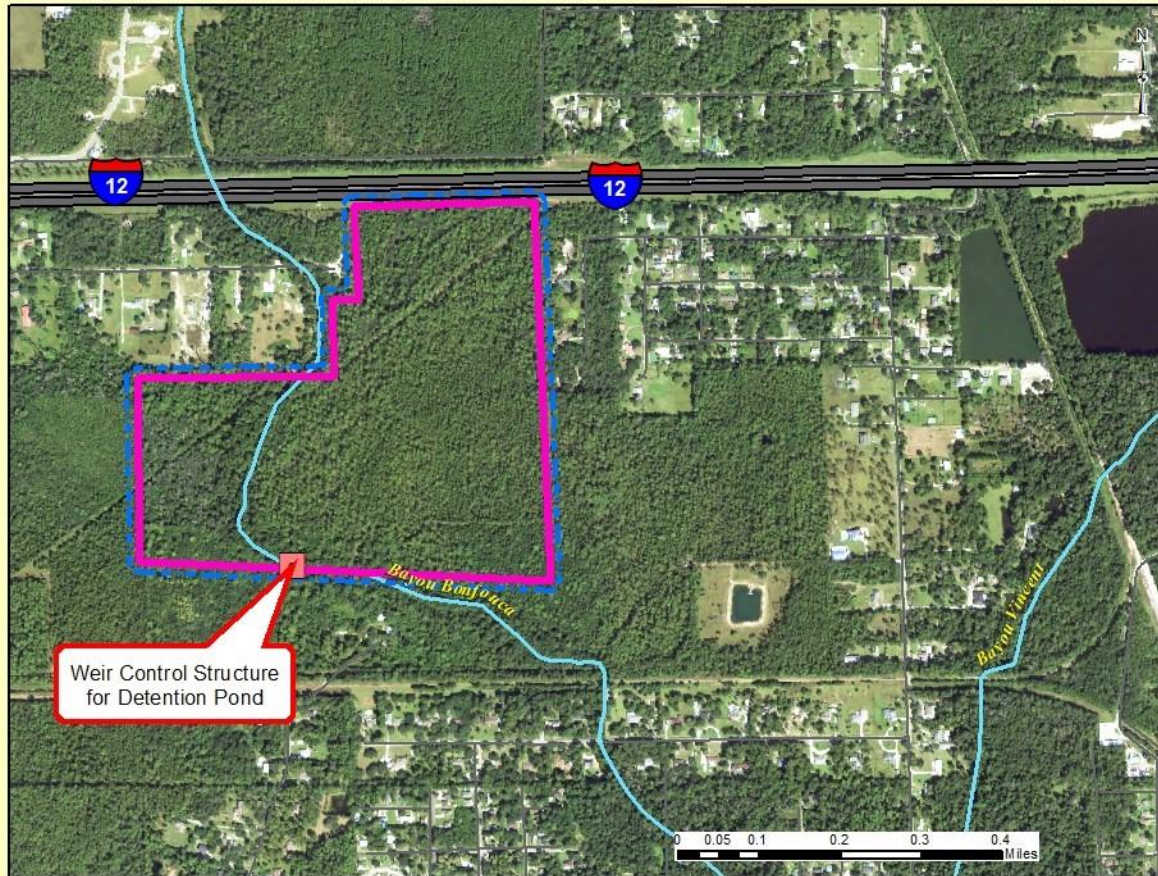 N
12
12
Bayou Bonfouca
Bayou Vincent
Weir Control Structure
for Detention Pond
0 0.05 0.1 0.2 0.3 0.4
Miles